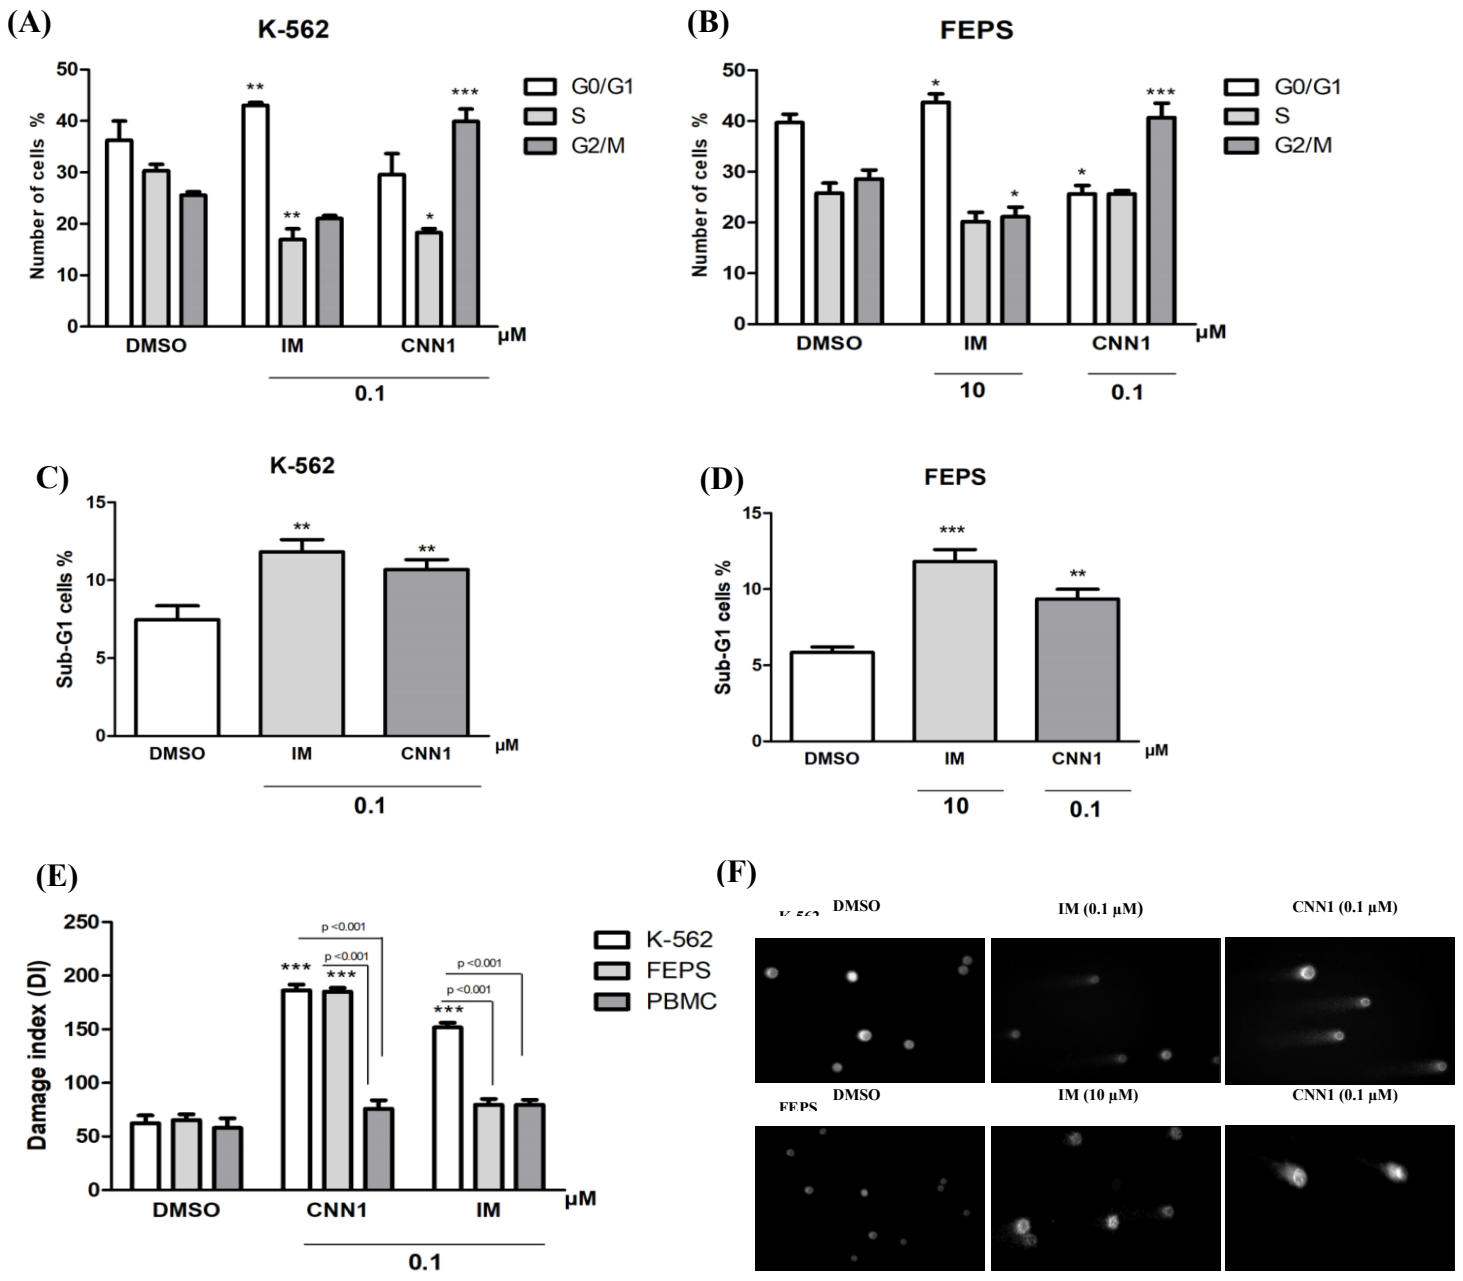 (A)
K-562
50
40
30
20
10
0
Number of cells %
**
**
*
***
G0/G1
S
G2/M
DMSO IM CNN1 µM
0.1
(B)
FEPS
50
40
30
20
10
0
Number of cells %
*
*
*
***
G0/G1
S
G2/M
DMSO IM CNN1 µM
10 0.1
C)
K-562
15
10
5
0
Sub-G1 cells %
**
**
DMSO IM CNN1 µM
0.1
(D)
FEPS
15
10
5
0
Sub-G1 cells %
***
**
DMSO IM CNN1 µM
10 0.1
(E)
250
200
150
100
50
0
Damage index (DI)
p <0.001
p <0.001
*** ***
p <0.001
p <0.001
***
K-562
FEPS
PBMC
DMSO CNN1 IM µM
0.1
(F)
K-562 DMSO IM (0.1 µM) CNN1 (0.1 µM)
FEPS DMSO IM (10 µM) CNN1 (0.1 µM)